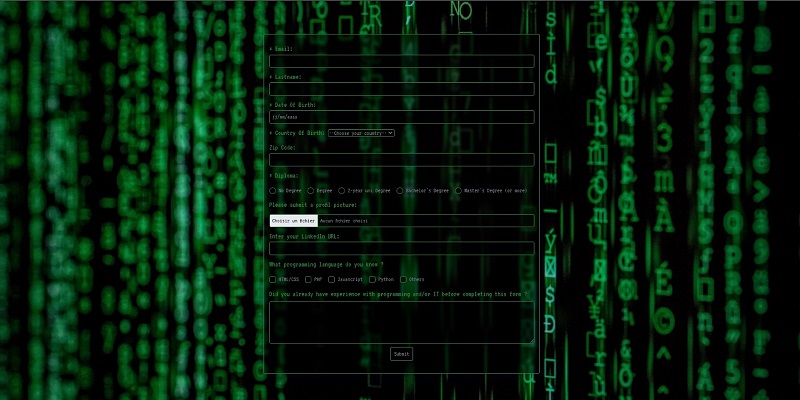 * Email:
* Lastname:
* Date Of Birth:
jj/mm/aaaa
* Country Of Birth: --Choose your country--
Zip Code:
* Diploma:
No Degree Degree 2-year uni Degree Bachelor's Degree Master's Degree (or more)
Please submit a profil picture:
Choisir un fichier Aucun fichier choisi
Enter your LinkedIn URL:
What programming language do you know ?
HTML/CSS PHP Javascript Python Others
Did you already have experience with programming and/or IT before completing this form ?
Submit